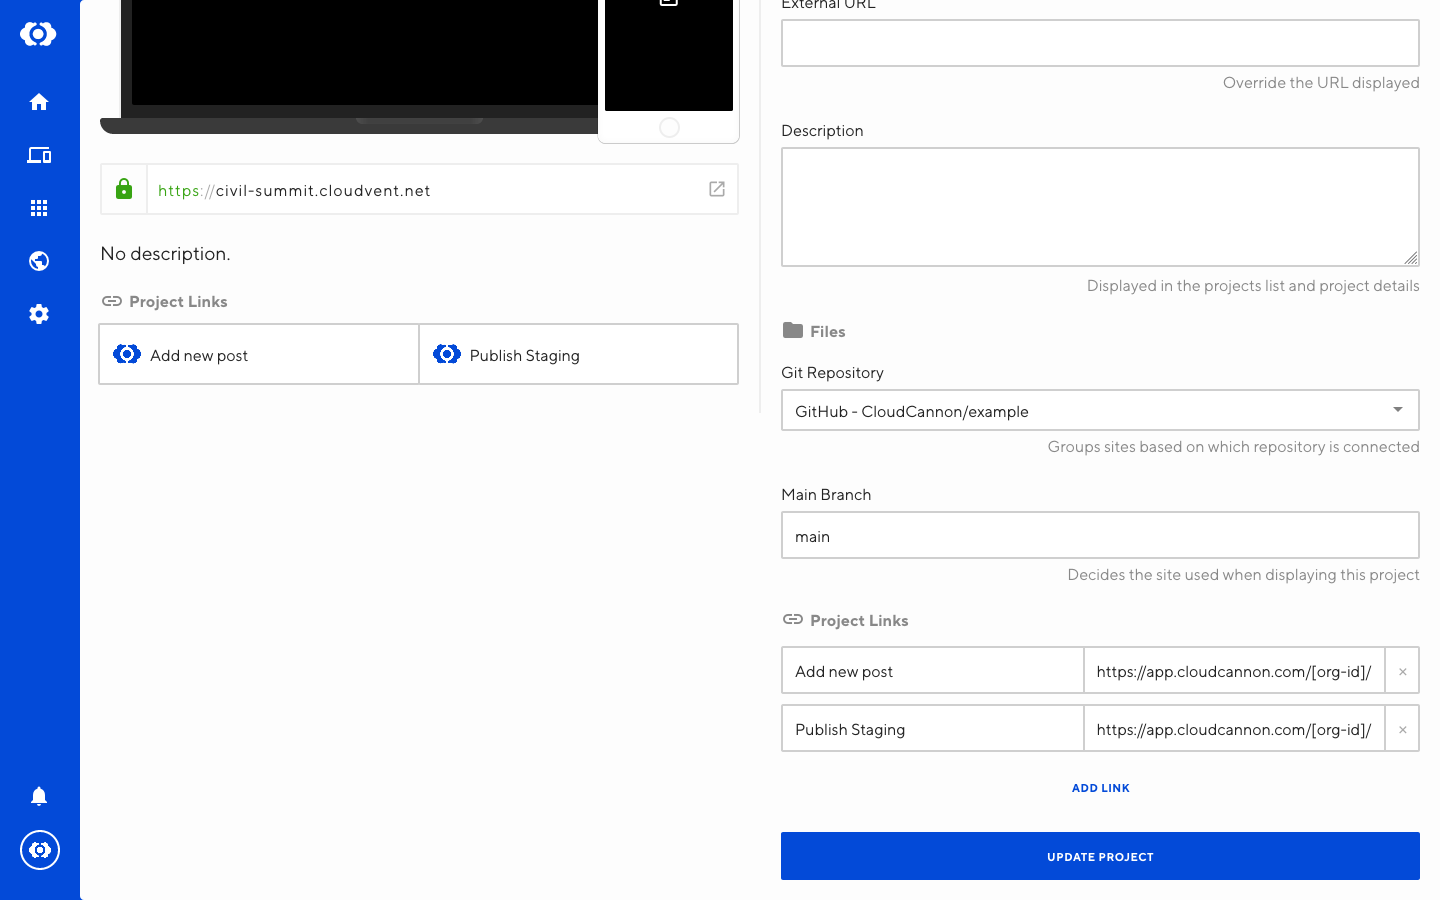 https://civil-summit.cloudvent.net
No description.
Project Links
Add new post
Publish Staging
External URL
Override the URL displayed
Description
Displayed in the projects list and project details
Files
Git Repository
GitHub - CloudCannon/example
Groups sites based on which repository is connected
Main Branch
main
Decides the site used when displaying this project
Project Links
Add new post https://app.cloudcannon.com/[org-id]/ ×
Publish Staging https://app.cloudcannon.com/[org-id]/ ×
ADD LINK
UPDATE PROJECT